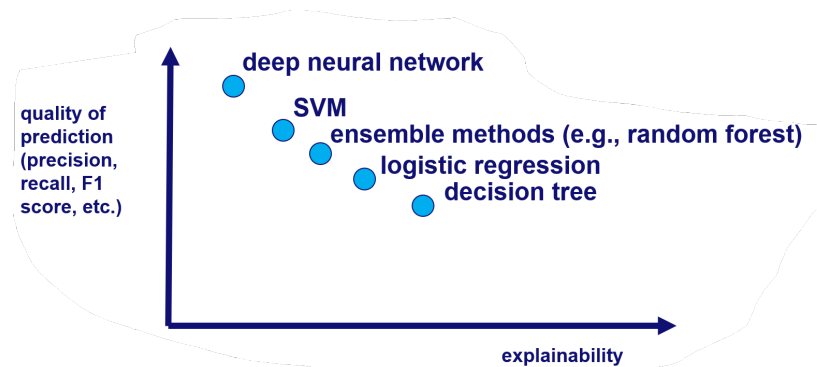 deep neural network
SVM
quality of
prediction
(precision,
recall, F1
score, etc.)
ensemble methods (e.g., random forest)
logistic regression
decision tree
explainability